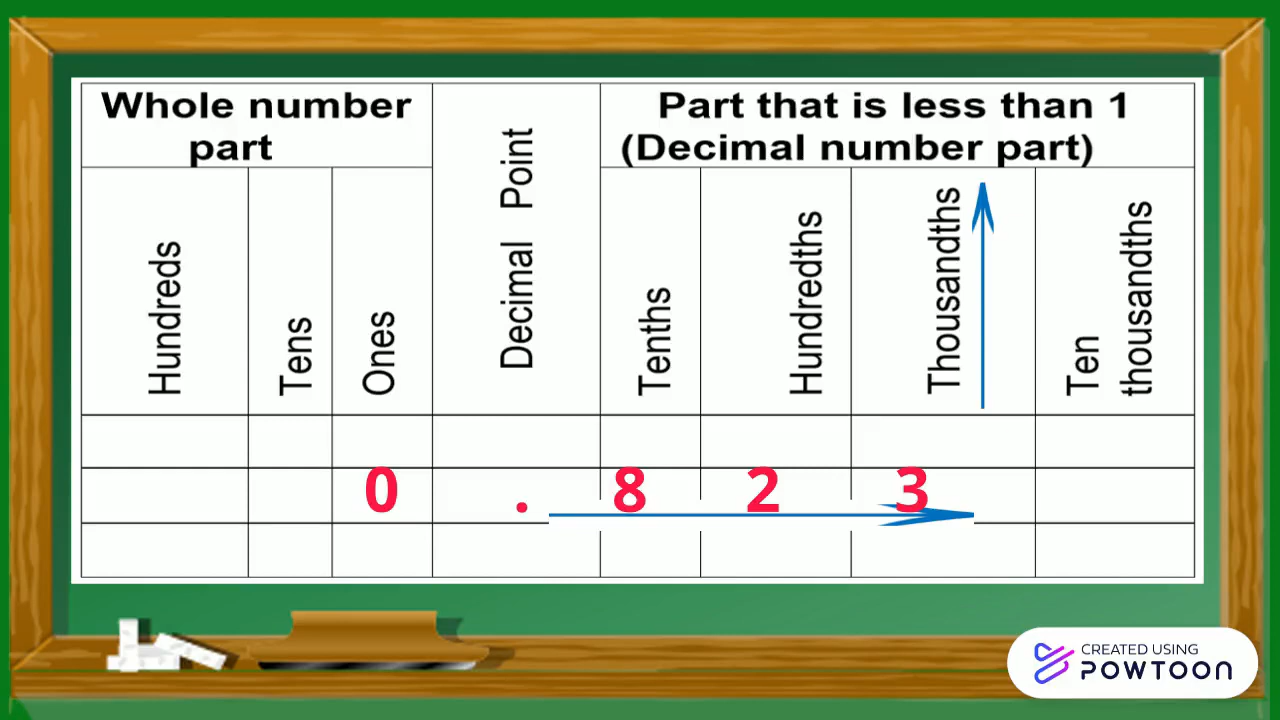 Whole number
part
Decimal Point
Part that is less than 1
(Decimal number part)
Hundreds
Tens
Ones
Tenths
Hundredths
Thousandths
Ten
thousandths
0 . 8 2 3
CREATED USING
POWTOON